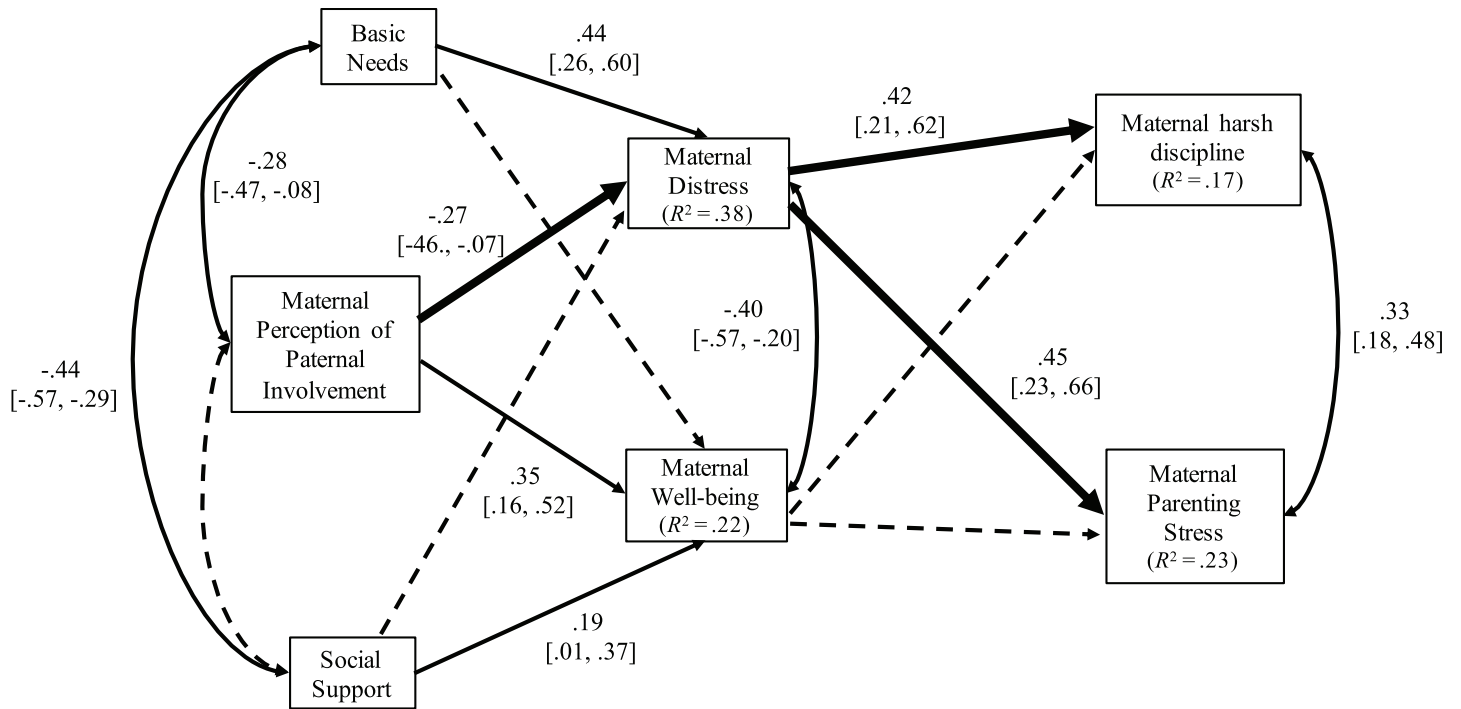 Basic
Needs
.44
[.26, .60]
.42
[.21, .62]
Maternal harsh
discipline
(R² = .17)
Maternal
Distress
(R² = .38)
-.28
[-.47, -.08]
-.27
[-46., -.07]
Maternal
Perception of
Paternal
Involvement
-.40
[-.57, -.20]
.33
[.18, .48]
-.44
[-.57, -.29]
.45
[.23, .66]
.35
[.16, .52]
Maternal
Well-being
(R² = .22)
Maternal
Parenting
Stress
(R² = .23)
.19
[.01, .37]
Social
Support